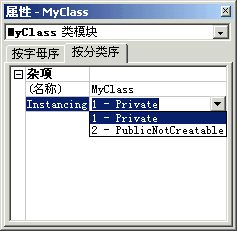 属性 - MyClass
MyClass 类模块
按字母序 按分类序
杂项
(名称) MyClass
Instancing 1 - Private
1 - Private
2 - PublicNotCreatable